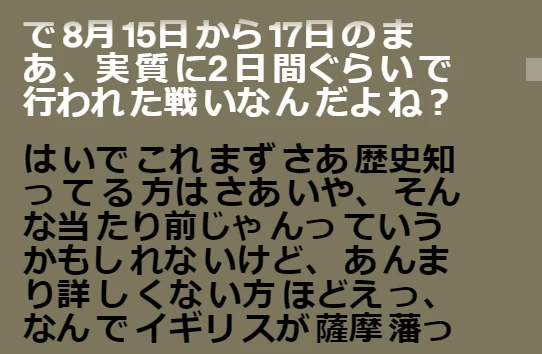 で8月15日から17日のま
あ、実質に2日間ぐらいで
行われた戦いなんだよね？
はいでこれまずさあ歴史知
ってる方はさあいや、そん
な当たり前じゃんっていう
かもしれないけど、あんま
り詳しくない方ほどえっ、
なんでイギリスが薩摩藩っ